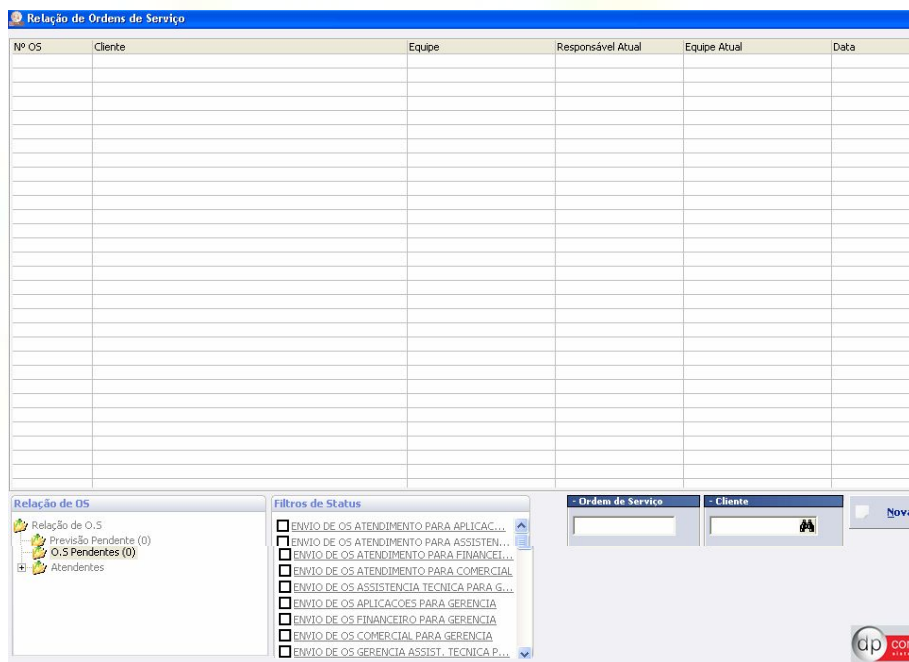 Relação de Ordens de Serviço
Nº OS Cliente Equipe Responsável Atual Equipe Atual Data
Relação de OS
Relação de O.S
Previsão Pendente (0)
O.S Pendentes (0)
Atendentes
Filtros de Status
ENVIO DE OS ATENDIMENTO PARA APLICAC...
ENVIO DE OS ATENDIMENTO PARA ASSISTEN...
ENVIO DE OS ATENDIMENTO PARA FINANCEI...
ENVIO DE OS ATENDIMENTO PARA COMERCIAL
ENVIO DE OS ASSISTENCIA TECNICA PARA G...
ENVIO DE OS APLICACOES PARA GERENCIA
ENVIO DE OS FINANCEIRO PARA GERENCIA
ENVIO DE OS COMERCIAL PARA GERENCIA
ENVIO DE OS GERENCIA ASSIST. TECNICA P...
- Ordem de Serviço
- Cliente
Nova
dp